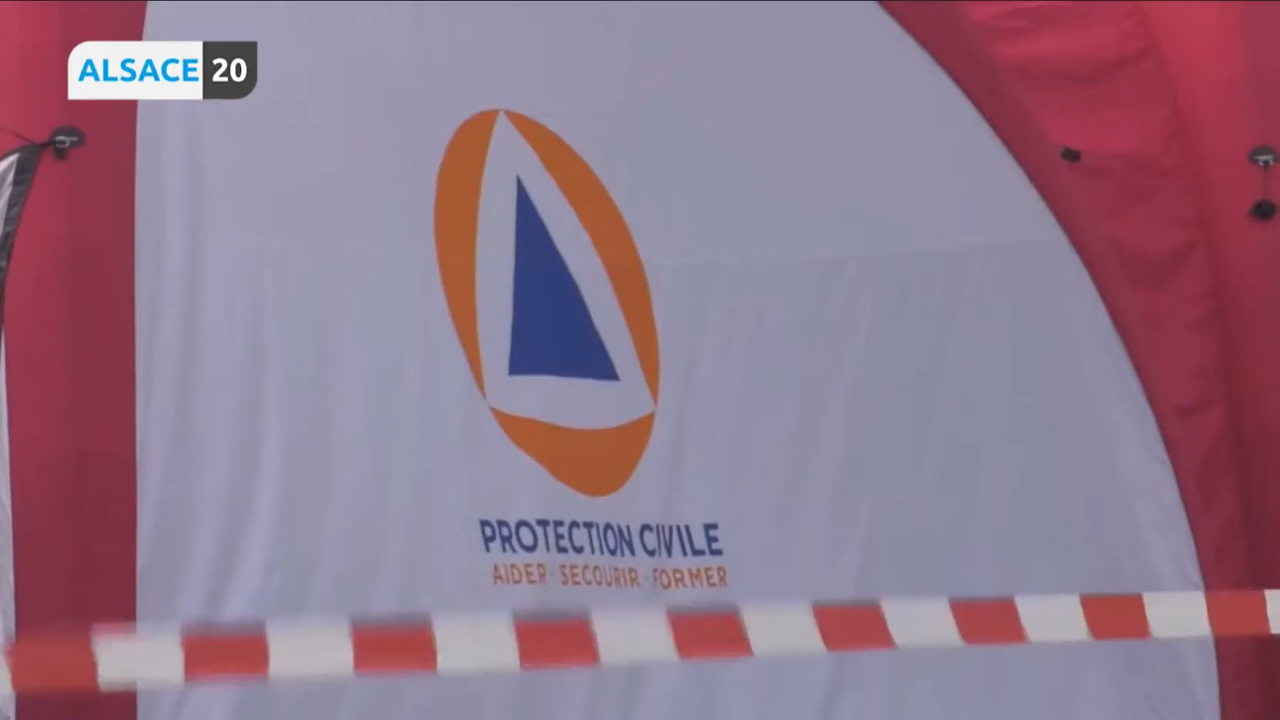 ALSACE 20
PROTECTION CIVILE
AIDER · SECOURIR · FORMER